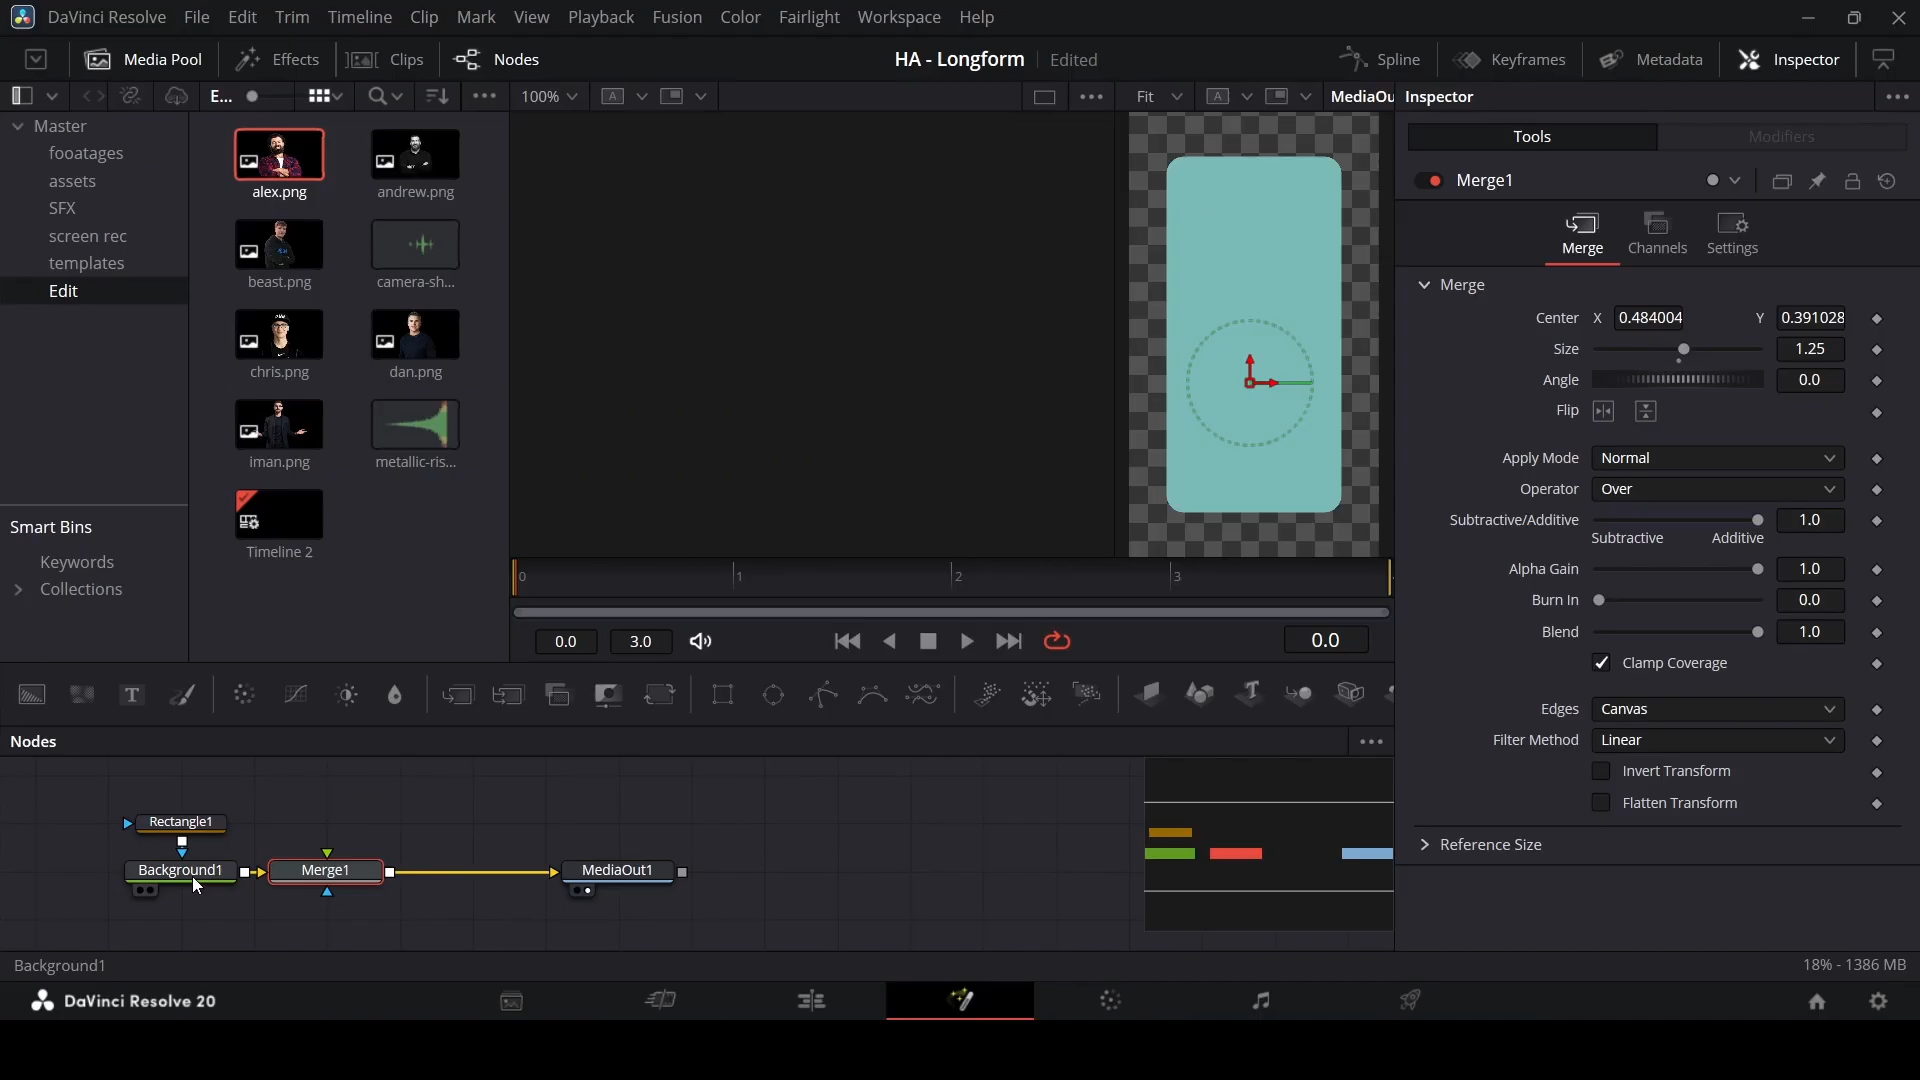 DaVinci Resolve File Edit Trim Timeline Clip Mark View Playback Fusion Color Fairlight Workspace Help
Media Pool Effects Clips Nodes HA - Longform Edited Spline Keyframes Metadata Inspector
E... 100% A Fit A MediaOu Inspector
Master
fooatages
assets
SFX
screen rec
templates
Edit
Smart Bins
Keywords
Collections
alex.png andrew.png
beast.png camera-sh...
chris.png dan.png
iman.png metallic-ris...
Timeline 2
0 1 2 3
0.0 3.0 0.0
Tools Modifiers
Merge1
Merge Channels Settings
Merge
Center X 0.484004 Y 0.391028
Size 1.25
Angle 0.0
Flip
Apply Mode Normal
Operator Over
Subtractive/Additive 1.0
Subtractive Additive
Alpha Gain 1.0
Burn In 0.0
Blend 1.0
Clamp Coverage
Edges Canvas
Filter Method Linear
Invert Transform
Flatten Transform
Reference Size
T T
Nodes
Rectangle1
Background1 Merge1 MediaOut1
Background1 18% - 1386 MB
DaVinci Resolve 20